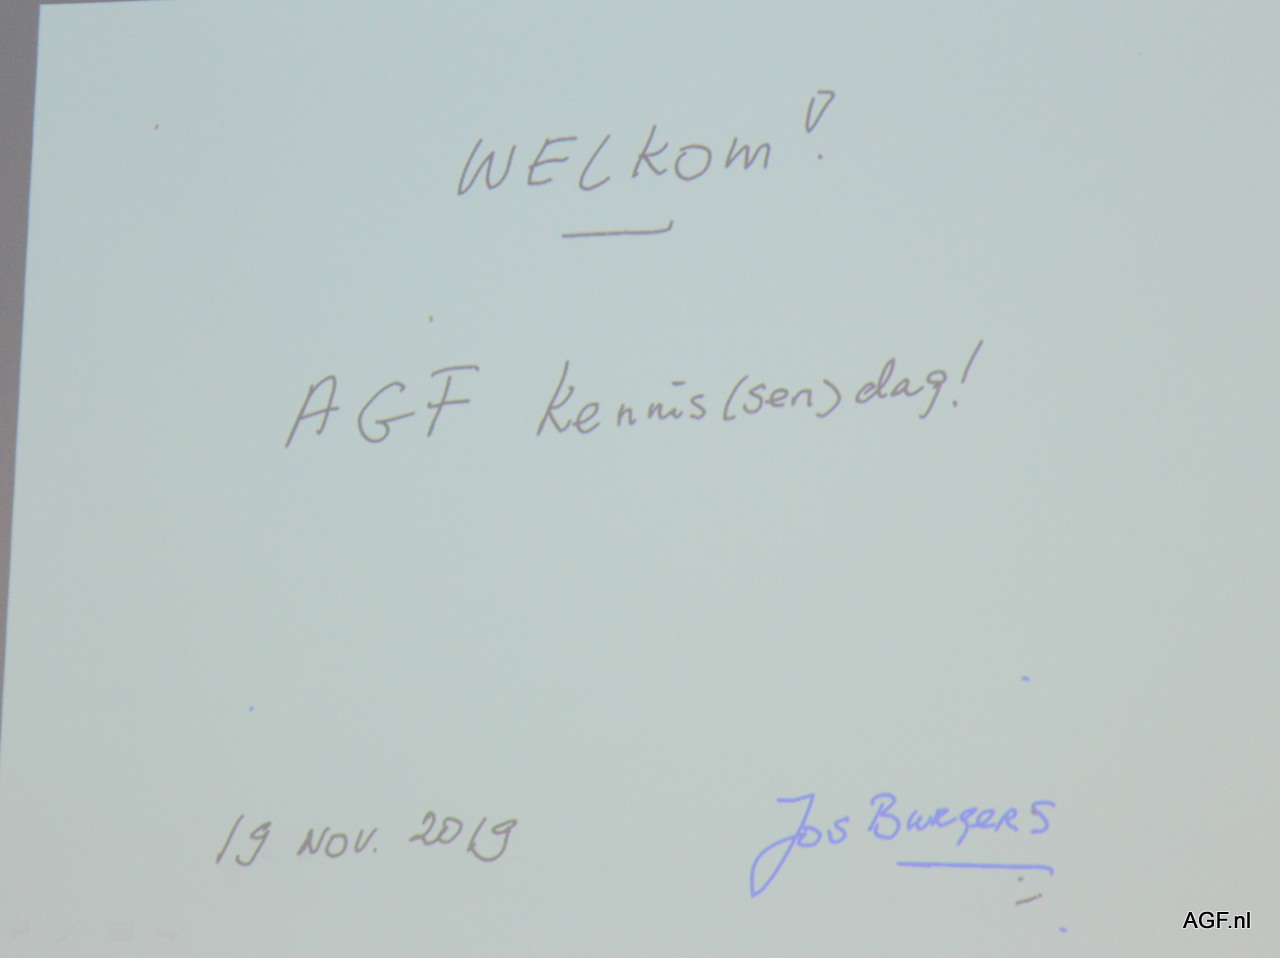 WELKOM!
AGF kennis(sen)dag!
19 NOV. 2019
Jos Burgers
AGF.nl